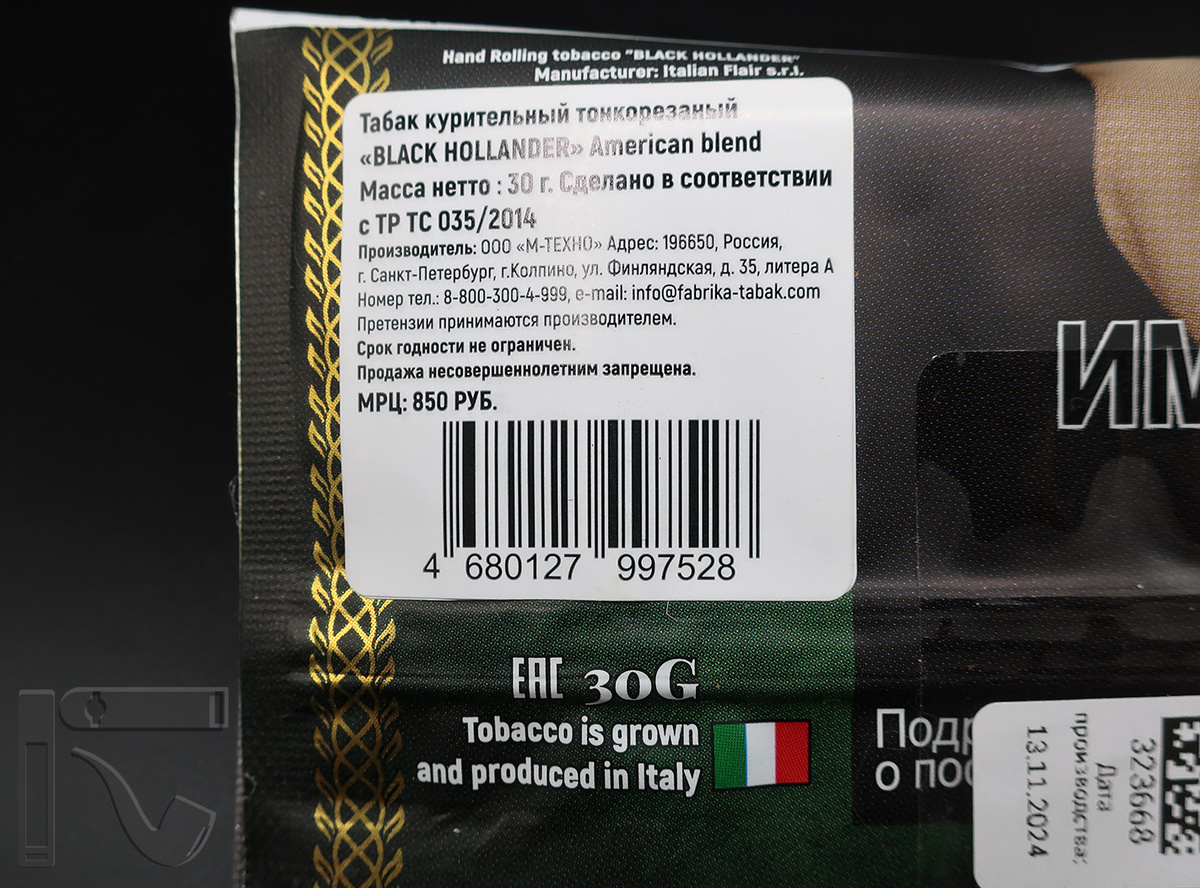 Hand Rolling tobacco "BLACK HOLLANDER"
Manufacturer: Italian Flair s.r.l.
Табак курительный тонкорезаный
«BLACK HOLLANDER» American blend
Масса нетто : 30 г. Сделано в соответствии
с ТР ТС 035/2014
Производитель: ООО «М-ТЕХНО» Адрес: 196650, Россия,
г. Санкт-Петербург, г.Колпино, ул. Финляндская, д. 35, литера А
Номер тел.: 8-800-300-4-999, e-mail: info@fabrika-tabak.com
Претензии принимаются производителем.
Срок годности не ограничен.
Продажа несовершеннолетним запрещена.
МРЦ: 850 РУБ.
4 680127 997528
EAC 30G
Tobacco is grown
and produced in Italy
ИМ
Подр
о пос
323668
Дата
производства:
13.11.2024